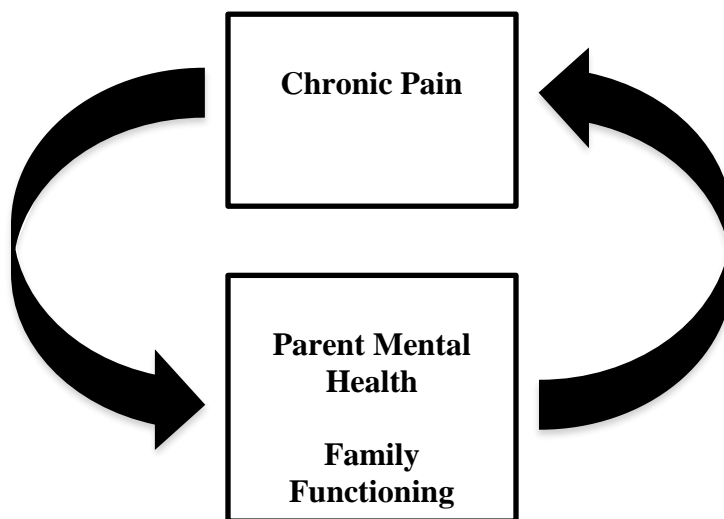 Chronic Pain
Parent Mental
Health
Family
Functioning